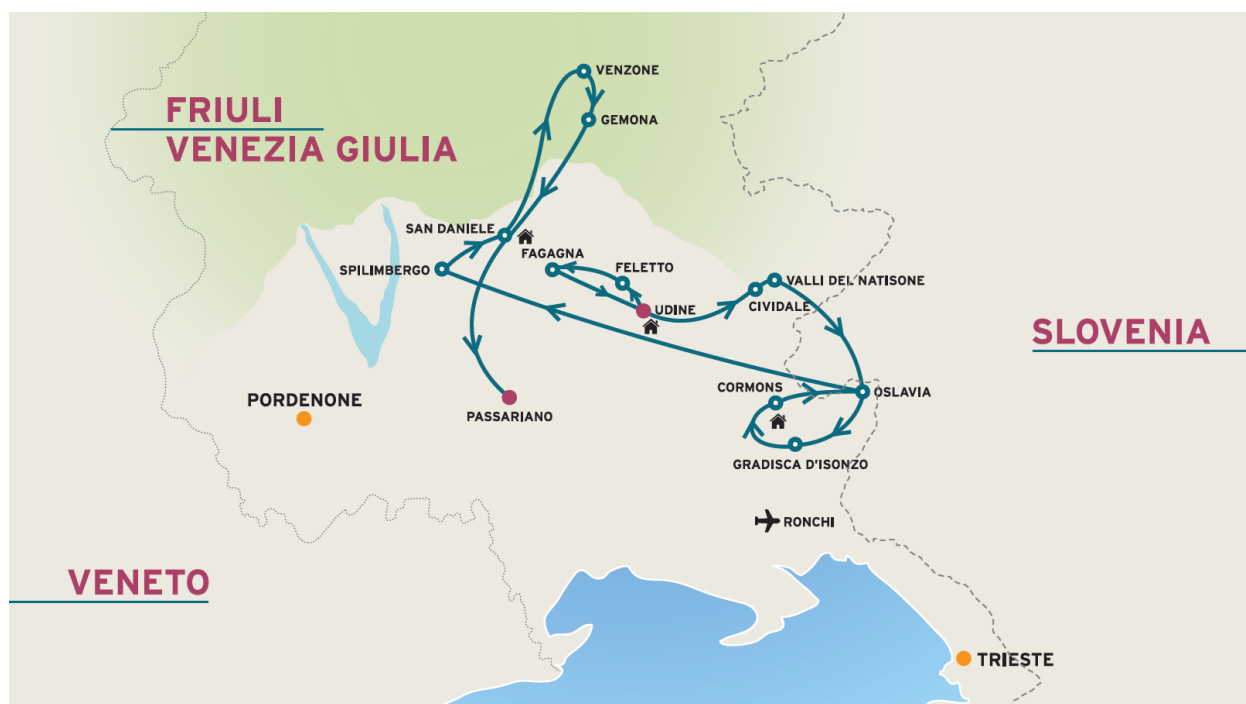 VENZONE
GEMONA
FRIULI
VENEZIA GIULIA
SAN DANIELE
FAGAGNA
FELETTO
SPILIMBERGO
VALLI DEL NATISONE
CIVIDALE
UDINE
SLOVENIA
CORMONS
OSLAVIA
PORDENONE
PASSARIANO
GRADISCA D'ISONZO
RONCHI
VENETO
TRIESTE